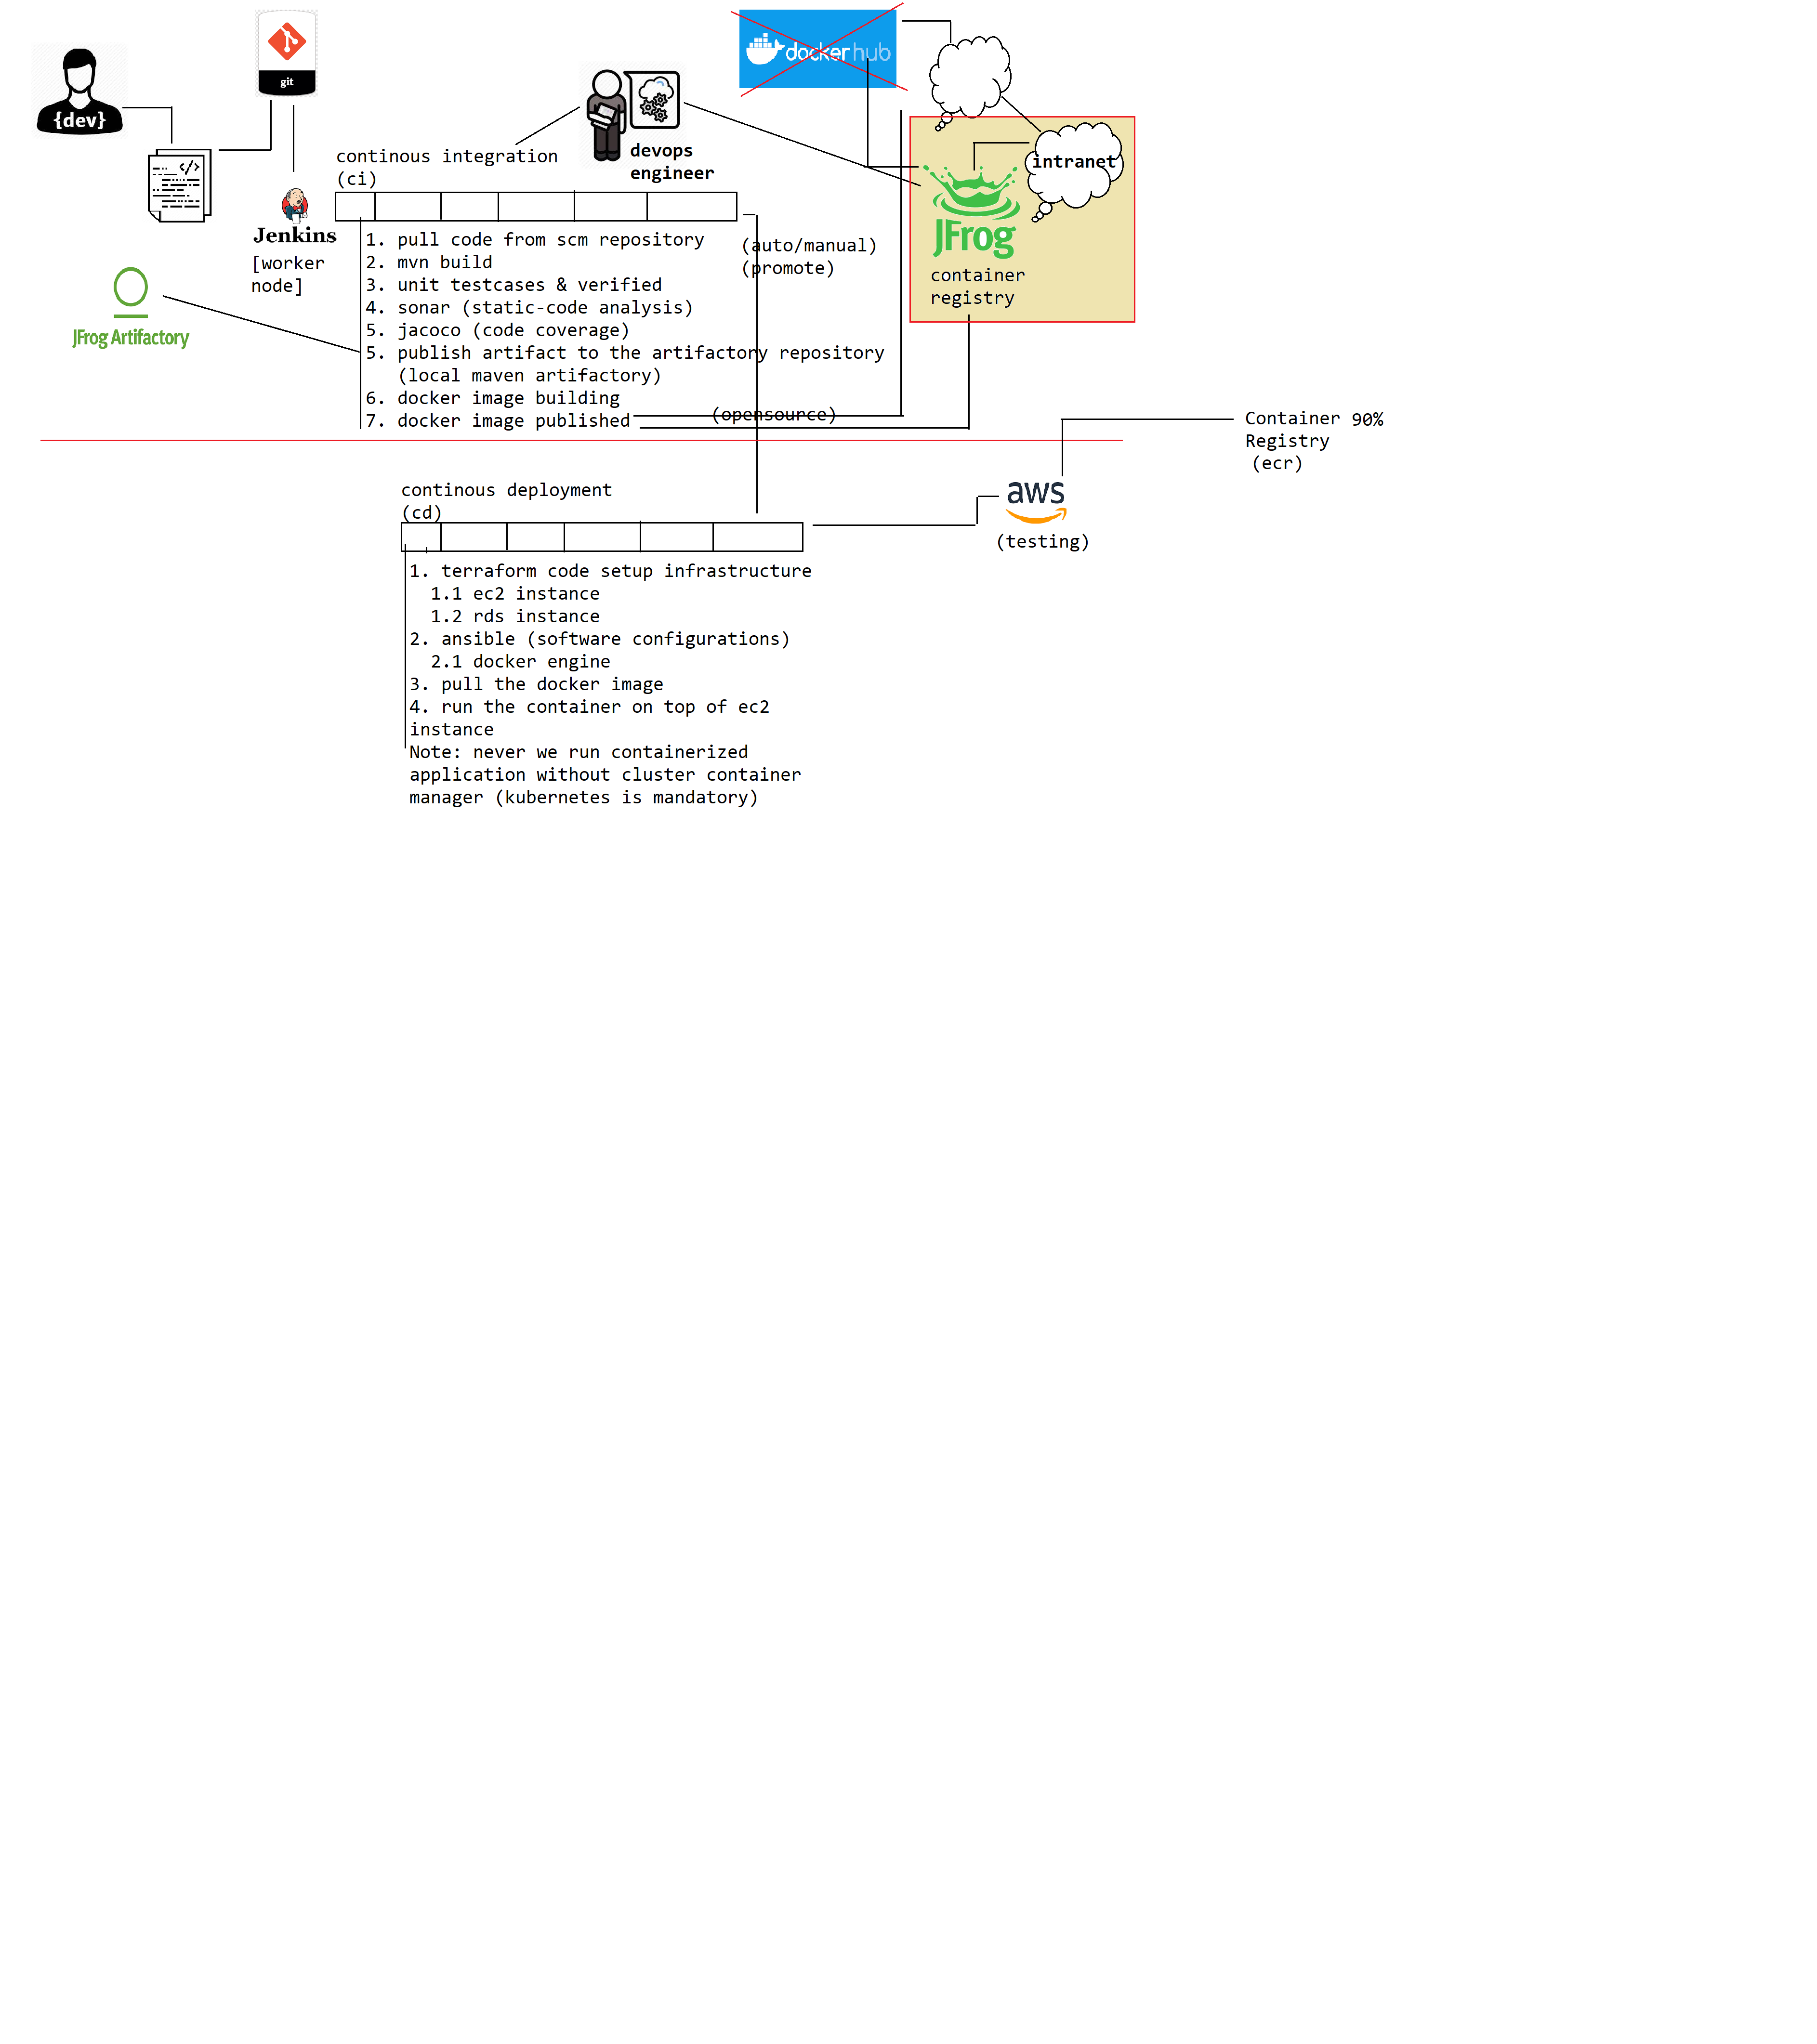 {dev}
git
dockerhub
devops
engineer
intranet
JFrog
container
registry
continous integration
(ci)
Jenkins
[worker
node]
JFrog Artifactory
1. pull code from scm repository
2. mvn build
3. unit testcases & verified
4. sonar (static-code analysis)
5. jacoco (code coverage)
5. publish artifact to the artifactory repository
(local maven artifactory)
6. docker image building
7. docker image published
(auto/manual)
(promote)
(opensource)
Container 90%
Registry
(ecr)
aws
(testing)
continous deployment
(cd)
1. terraform code setup infrastructure
1.1 ec2 instance
1.2 rds instance
2. ansible (software configurations)
2.1 docker engine
3. pull the docker image
4. run the container on top of ec2
instance
Note: never we run containerized
application without cluster container
manager (kubernetes is mandatory)